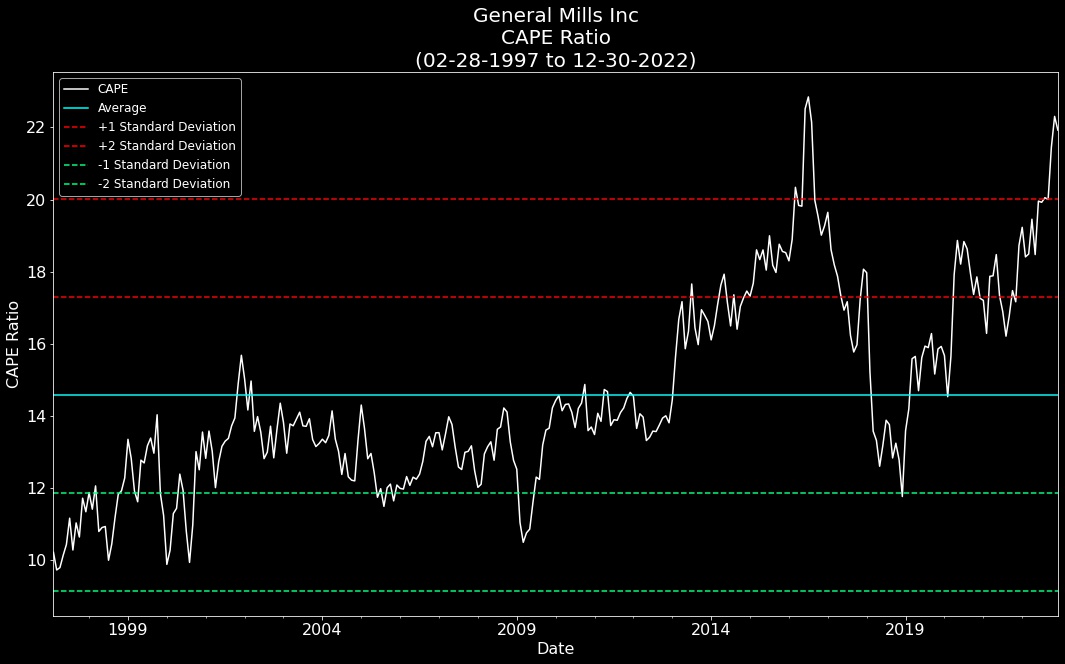 General Mills Inc
CAPE Ratio
(02-28-1997 to 12-30-2022)
CAPE
Average
+1 Standard Deviation
+2 Standard Deviation
-1 Standard Deviation
-2 Standard Deviation
22
20
18
16
14
12
10
CAPE Ratio
1999
2004
2009
2014
2019
Date